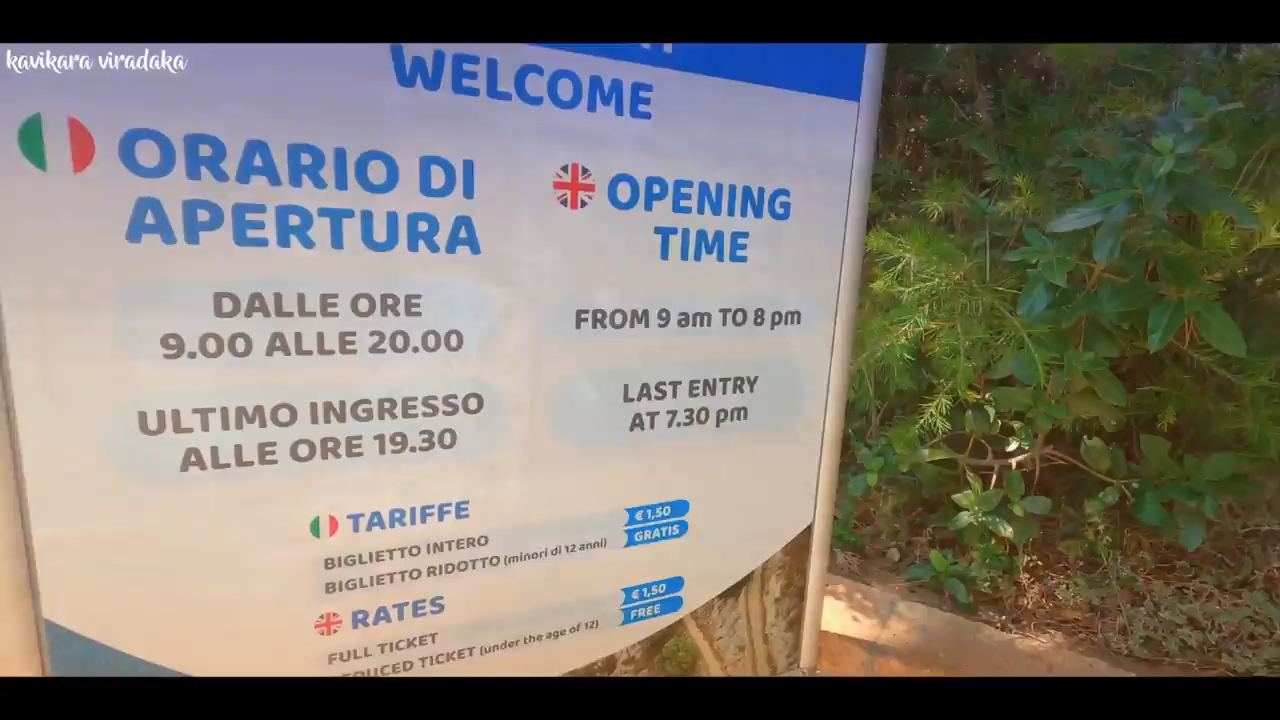 kavikara viradaka
WELCOME
ORARIO DI
APERTURA
DALLE ORE
9.00 ALLE 20.00
ULTIMO INGRESSO
ALLE ORE 19.30
OPENING
TIME
FROM 9 am TO 8 pm
LAST ENTRY
AT 7.30 pm
TARIFFE
BIGLIETTO INTERO € 1,50
BIGLIETTO RIDOTTO (minori di 12 anni) GRATIS
RATES
FULL TICKET € 1,50
TICKET (under the age of 12) FREE